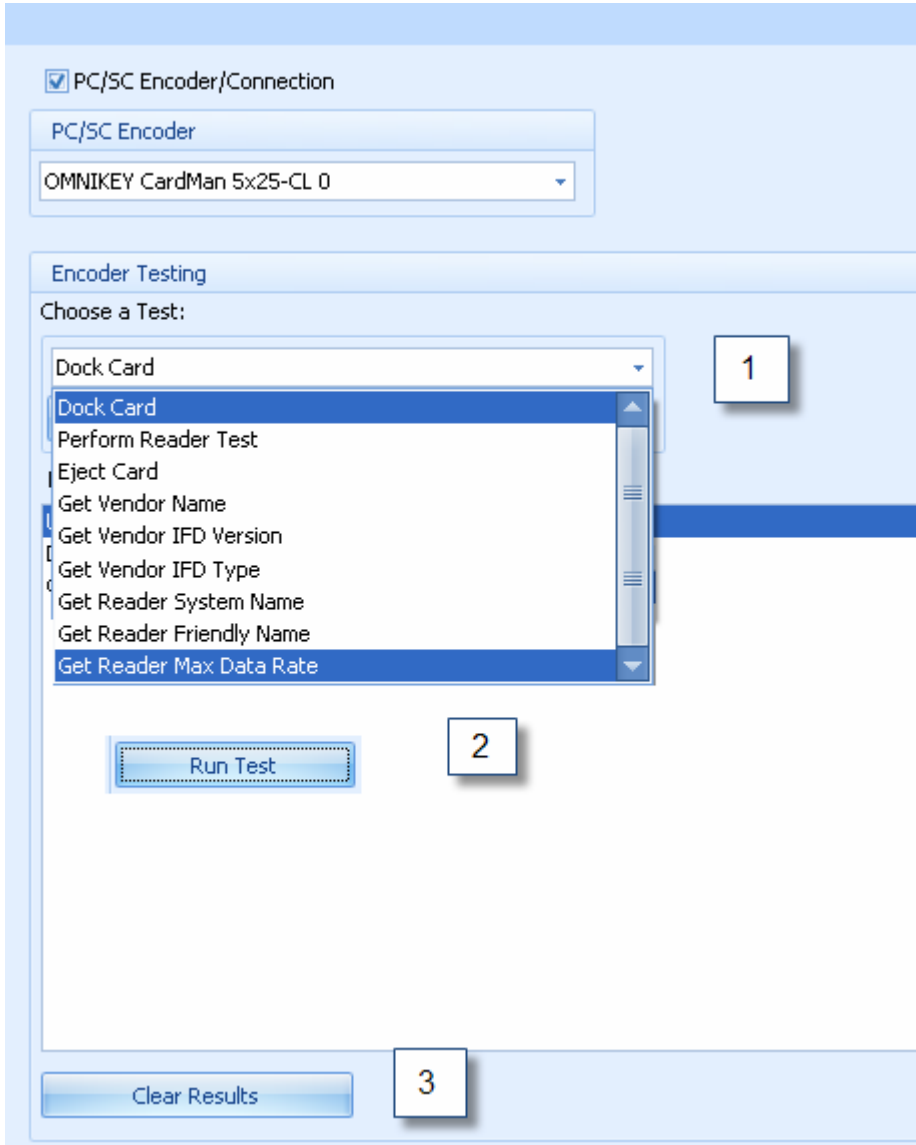 PC/SC Encoder/Connection
PC/SC Encoder
OMNIKEY CardMan 5x25-CL 0
Encoder Testing
Choose a Test:
Dock Card
1
Dock Card
Perform Reader Test
Eject Card
Get Vendor Name
Get Vendor IFD Version
Get Vendor IFD Type
Get Reader System Name
Get Reader Friendly Name
Get Reader Max Data Rate
2
Run Test
3
Clear Results